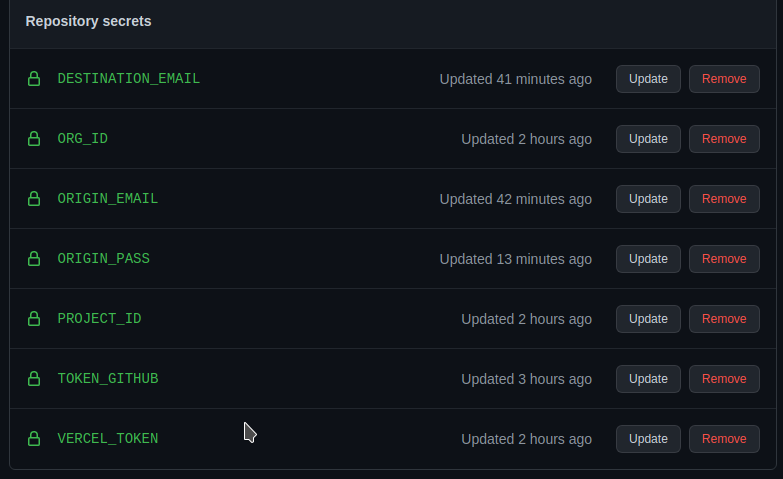 Repository secrets
DESTINATION_EMAIL Updated 41 minutes ago Update Remove
ORG_ID Updated 2 hours ago Update Remove
ORIGIN_EMAIL Updated 42 minutes ago Update Remove
ORIGIN_PASS Updated 13 minutes ago Update Remove
PROJECT_ID Updated 2 hours ago Update Remove
TOKEN_GITHUB Updated 3 hours ago Update Remove
VERCEL_TOKEN Updated 2 hours ago Update Remove